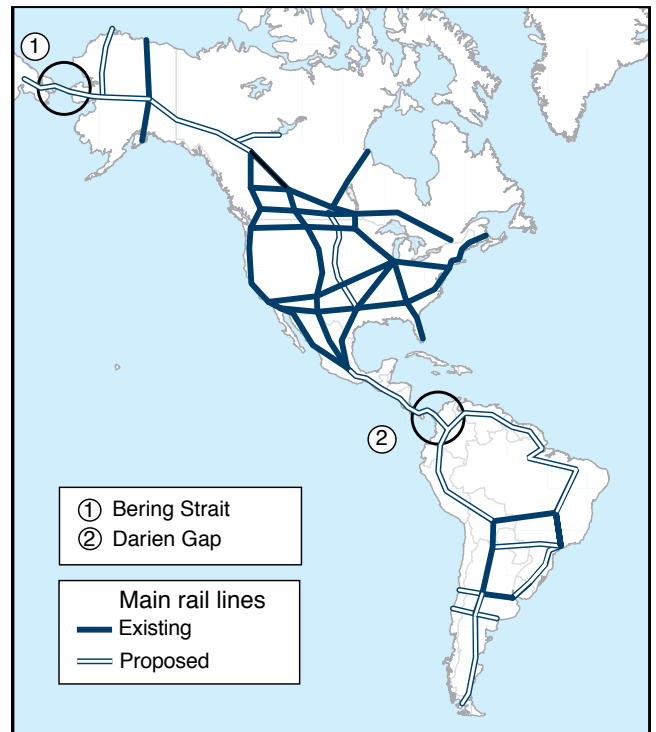 ①
②
① Bering Strait
② Darien Gap
Main rail lines
Existing
Proposed